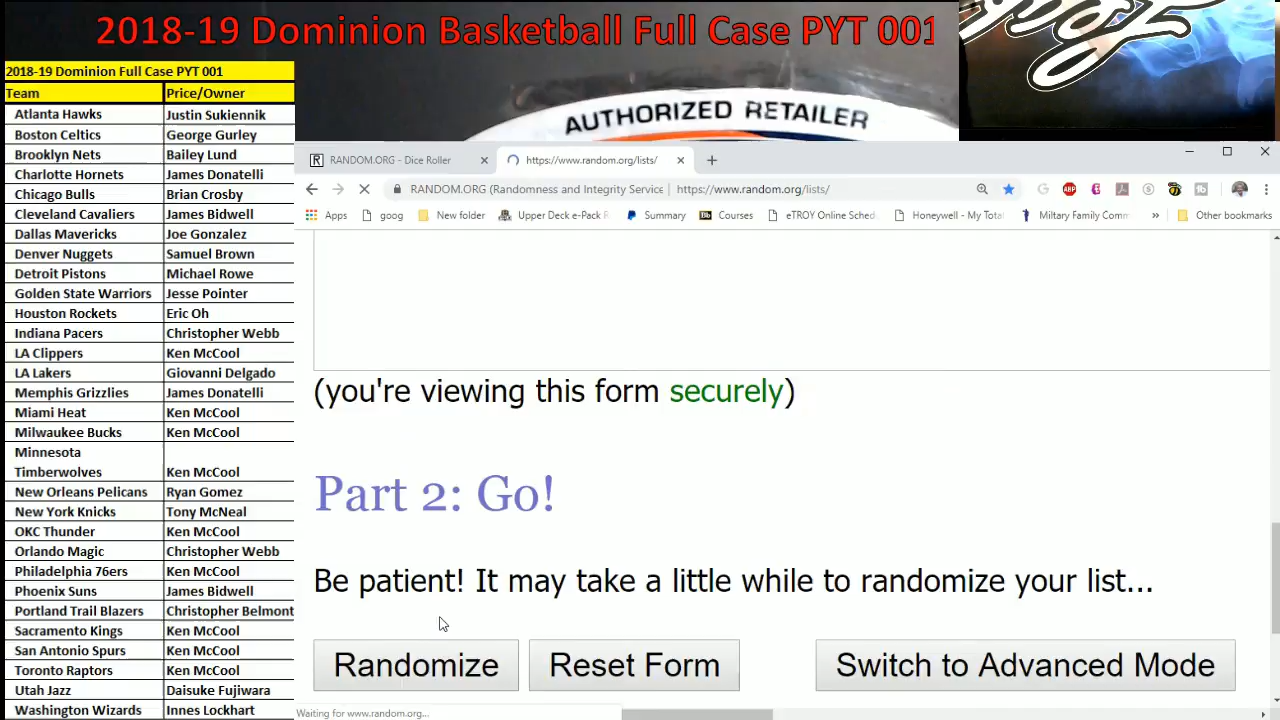 2018-19 Dominion Basketball Full Case PYT 001
AUTHORIZED RETAILER
2018-19 Dominion Full Case PYT 001
Team Price/Owner
Atlanta Hawks Justin Sukiennik
Boston Celtics George Gurley
Brooklyn Nets Bailey Lund
Charlotte Hornets James Donatelli
Chicago Bulls Brian Crosby
Cleveland Cavaliers James Bidwell
Dallas Mavericks Joe Gonzalez
Denver Nuggets Samuel Brown
Detroit Pistons Michael Rowe
Golden State Warriors Jesse Pointer
Houston Rockets Eric Oh
Indiana Pacers Christopher Webb
LA Clippers Ken McCool
LA Lakers Giovanni Delgado
Memphis Grizzlies James Donatelli
Miami Heat Ken McCool
Milwaukee Bucks Ken McCool
Minnesota
Timberwolves Ken McCool
New Orleans Pelicans Ryan Gomez
New York Knicks Tony McNeal
OKC Thunder Ken McCool
Orlando Magic Christopher Webb
Philadelphia 76ers Ken McCool
Phoenix Suns James Bidwell
Portland Trail Blazers Christopher Belmont
Sacramento Kings Ken McCool
San Antonio Spurs Ken McCool
Toronto Raptors Ken McCool
Utah Jazz Daisuke Fujiwara
Washington Wizards Innes Lockhart
RANDOM.ORG - Dice Roller https://www.random.org/lists/
RANDOM.ORG (Randomness and Integrity Service https://www.random.org/lists/
Apps goog New folder Upper Deck e-Pack R Summary Courses eTROY Online Sched Honeywell - My Total Miltary Family Comm » Other bookmarks
(you're viewing this form securely)
Part 2: Go!
Be patient! It may take a little while to randomize your list...
Randomize Reset Form Switch to Advanced Mode
Waiting for www.random.org...